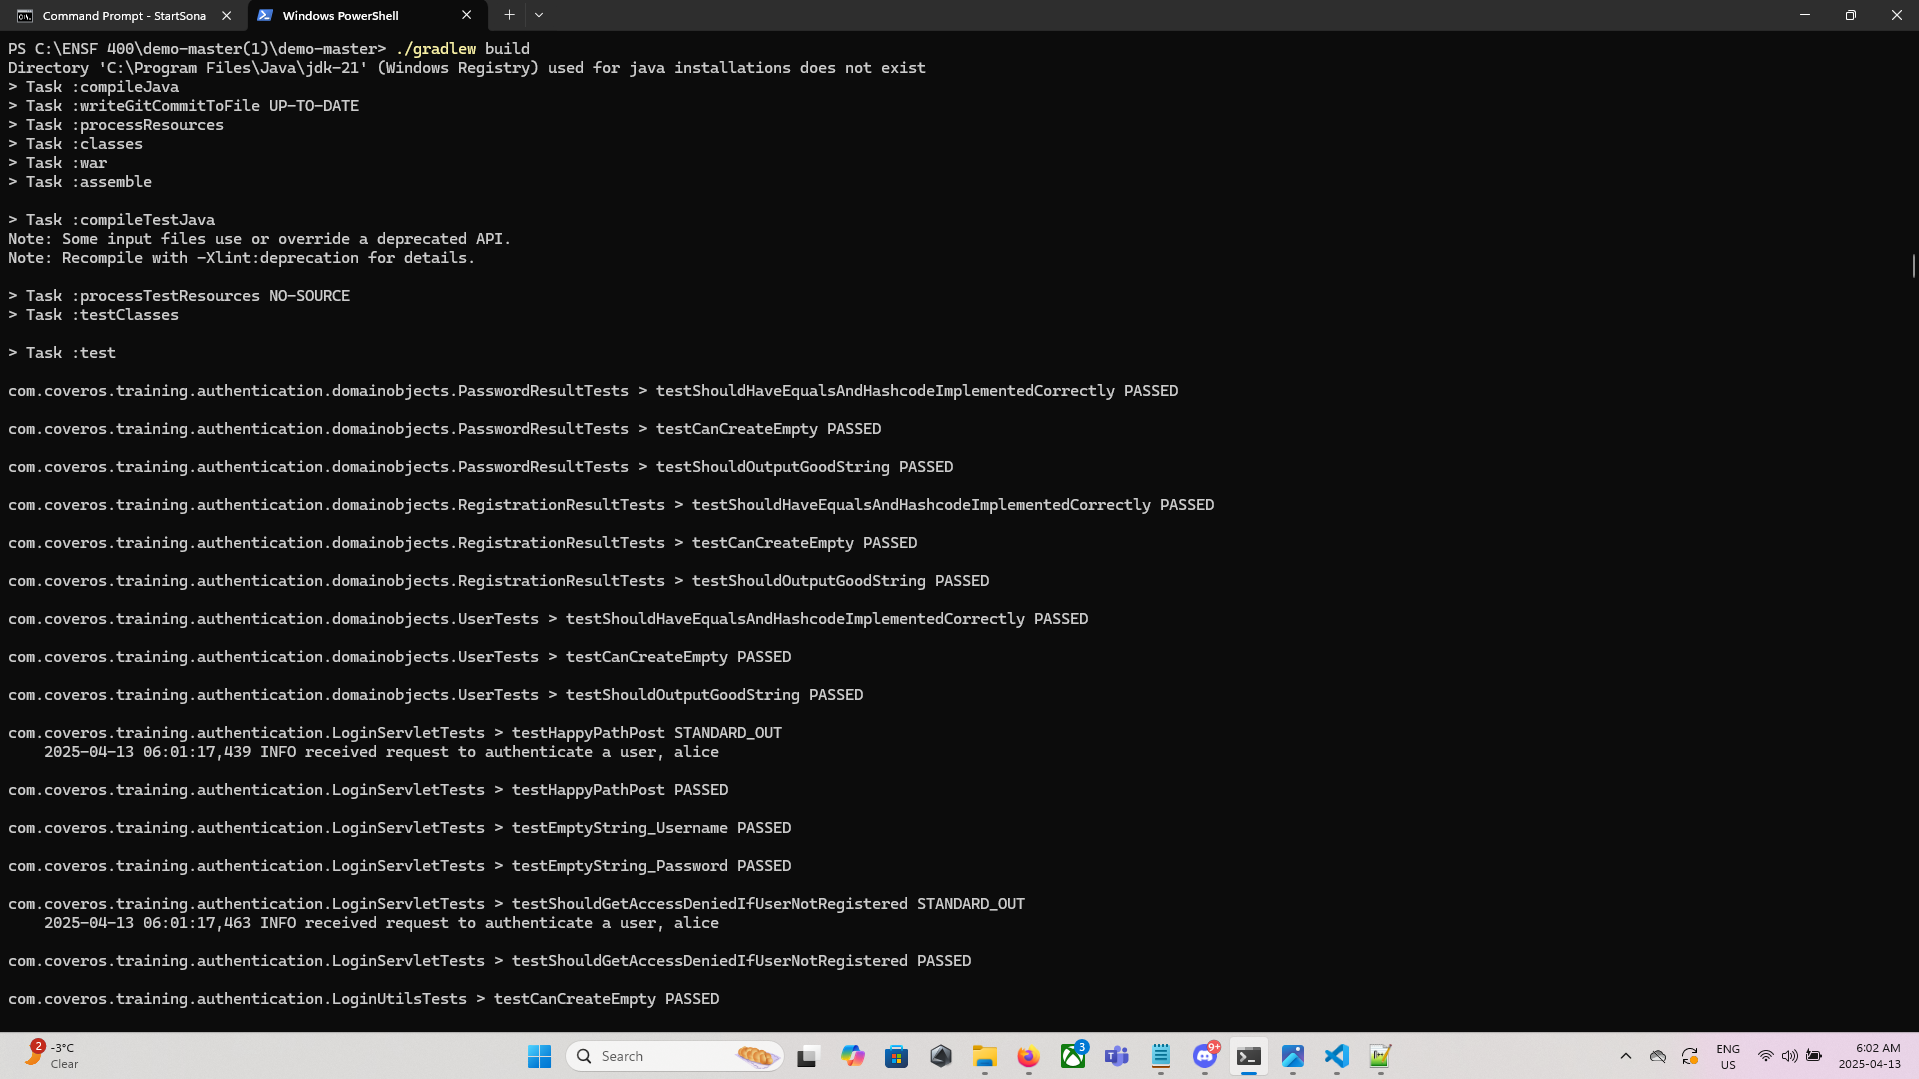 Command Prompt - StartSona
Windows PowerShell
PS C:\ENSF 400\demo-master(1)\demo-master> ./gradlew build
Directory 'C:\Program Files\Java\jdk-21' (Windows Registry) used for java installations does not exist
> Task :compileJava
> Task :writeGitCommitToFile UP-TO-DATE
> Task :processResources
> Task :classes
> Task :war
> Task :assemble
> Task :compileTestJava
Note: Some input files use or override a deprecated API.
Note: Recompile with -Xlint:deprecation for details.
> Task :processTestResources NO-SOURCE
> Task :testClasses
> Task :test
com.coveros.training.authentication.domainobjects.PasswordResultTests > testShouldHaveEqualsAndHashcodeImplementedCorrectly PASSED
com.coveros.training.authentication.domainobjects.PasswordResultTests > testCanCreateEmpty PASSED
com.coveros.training.authentication.domainobjects.PasswordResultTests > testShouldOutputGoodString PASSED
com.coveros.training.authentication.domainobjects.RegistrationResultTests > testShouldHaveEqualsAndHashcodeImplementedCorrectly PASSED
com.coveros.training.authentication.domainobjects.RegistrationResultTests > testCanCreateEmpty PASSED
com.coveros.training.authentication.domainobjects.RegistrationResultTests > testShouldOutputGoodString PASSED
com.coveros.training.authentication.domainobjects.UserTests > testShouldHaveEqualsAndHashcodeImplementedCorrectly PASSED
com.coveros.training.authentication.domainobjects.UserTests > testCanCreateEmpty PASSED
com.coveros.training.authentication.domainobjects.UserTests > testShouldOutputGoodString PASSED
com.coveros.training.authentication.LoginServletTests > testHappyPathPost STANDARD_OUT
2025-04-13 06:01:17,439 INFO received request to authenticate a user, alice
com.coveros.training.authentication.LoginServletTests > testHappyPathPost PASSED
com.coveros.training.authentication.LoginServletTests > testEmptyString_Username PASSED
com.coveros.training.authentication.LoginServletTests > testEmptyString_Password PASSED
com.coveros.training.authentication.LoginServletTests > testShouldGetAccessDeniedIfUserNotRegistered STANDARD_OUT
2025-04-13 06:01:17,463 INFO received request to authenticate a user, alice
com.coveros.training.authentication.LoginServletTests > testShouldGetAccessDeniedIfUserNotRegistered PASSED
com.coveros.training.authentication.LoginUtilsTests > testCanCreateEmpty PASSED
2
-3°C
Clear
Search
3
9+
ENG
US
6:02 AM
2025-04-13